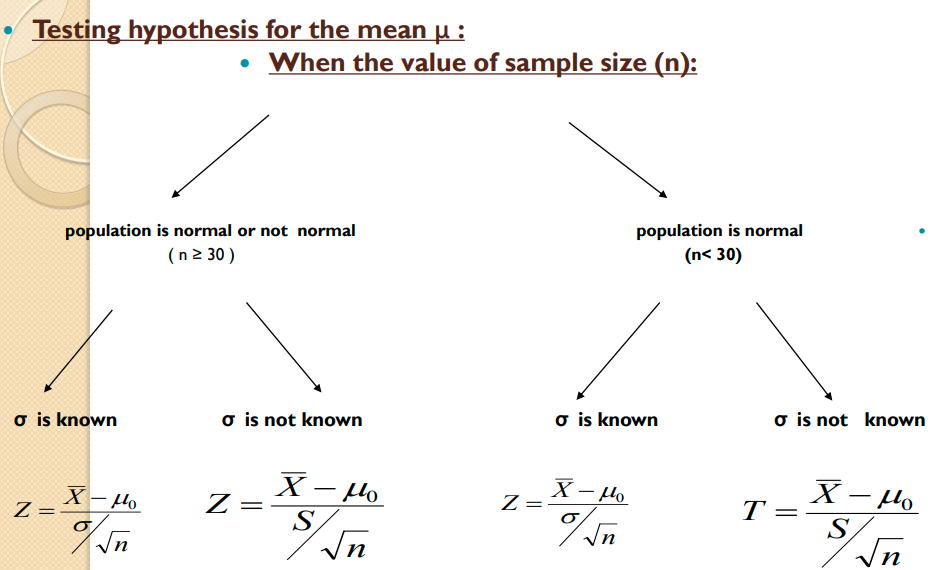 • Testing hypothesis for the mean μ :
• When the value of sample size (n):
population is normal or not normal
( n ≥ 30 )
population is normal
(n< 30)
•
σ is known
σ is not known
σ is known
σ is not known
Z = (X̅ − μ₀) / (σ/√n)
Z = (X̅ − μ₀) / (S/√n)
Z = (X̅ − μ₀) / (σ/√n)
T = (X̅ − μ₀) / (S/√n)